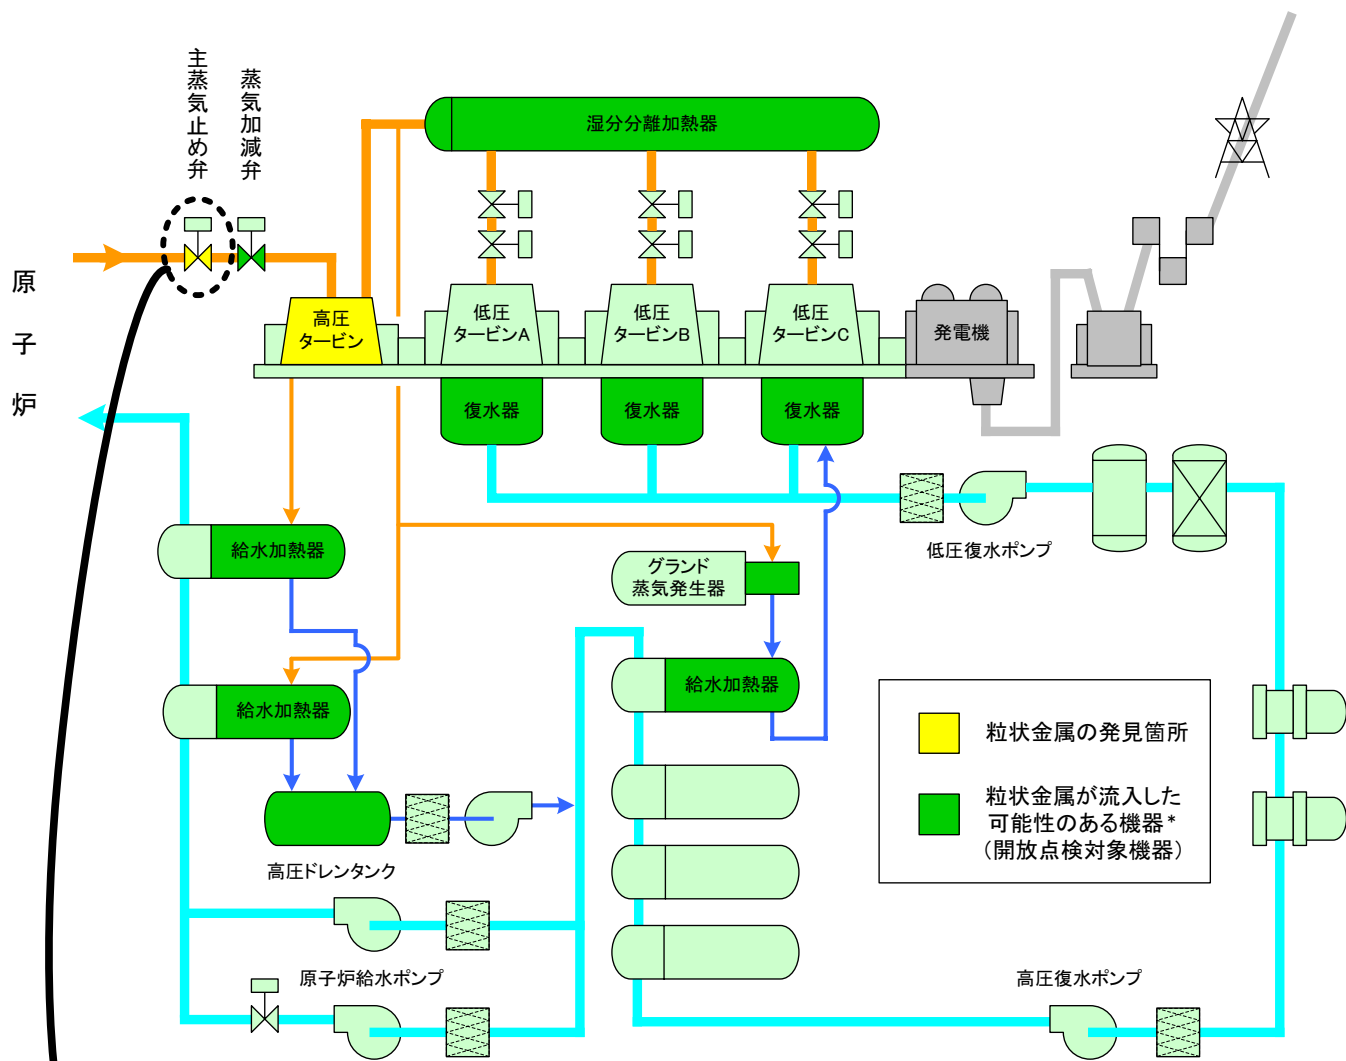 主蒸気止め弁
蒸気加減弁
湿分分離加熱器
原子炉
高圧
タービン
低圧
タービンA
低圧
タービンB
低圧
タービンC
発電機
復水器
復水器
復水器
給水加熱器
グランド
蒸気発生器
低圧復水ポンプ
給水加熱器
給水加熱器
粒状金属の発見箇所
粒状金属が流入した
可能性のある機器*
（開放点検対象機器）
高圧ドレンタンク
原子炉給水ポンプ
高圧復水ポンプ